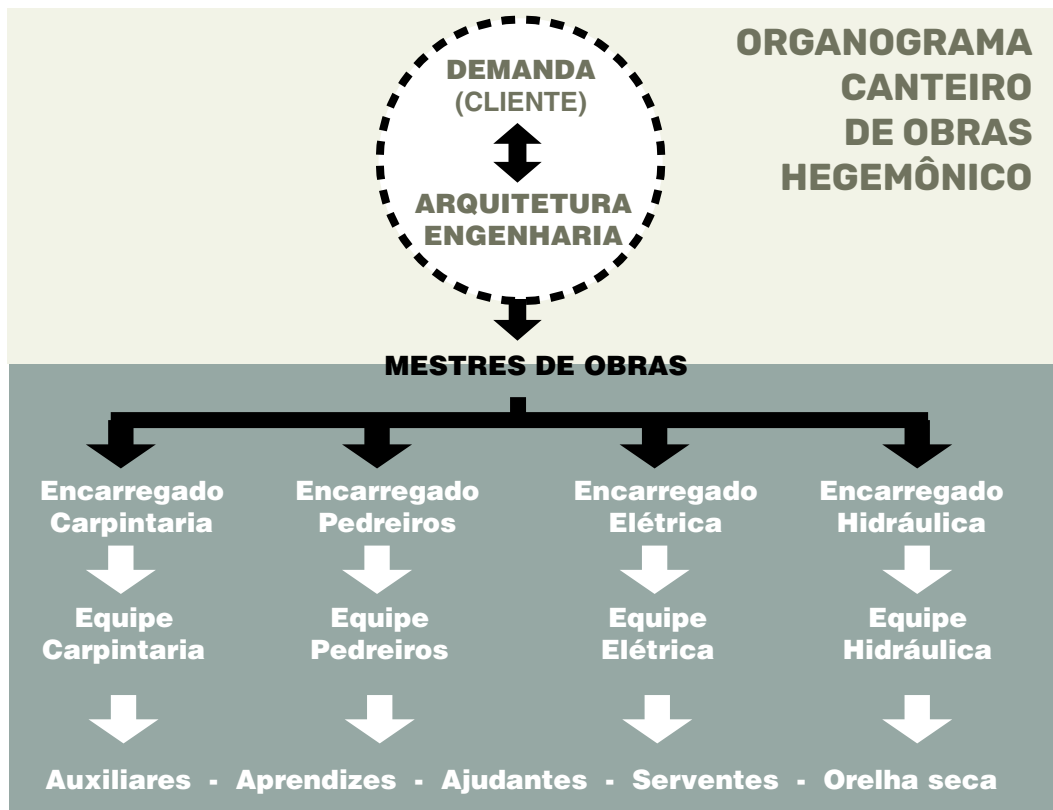 ORGANOGRAMA
CANTEIRO
DE OBRAS
HEGEMÔNICO
DEMANDA
(CLIENTE)
ARQUITETURA
ENGENHARIA
MESTRES DE OBRAS
Encarregado
Carpintaria
Encarregado
Pedreiros
Encarregado
Elétrica
Encarregado
Hidráulica
Equipe
Carpintaria
Equipe
Pedreiros
Equipe
Elétrica
Equipe
Hidráulica
Auxiliares - Aprendizes - Ajudantes - Serventes - Orelha seca